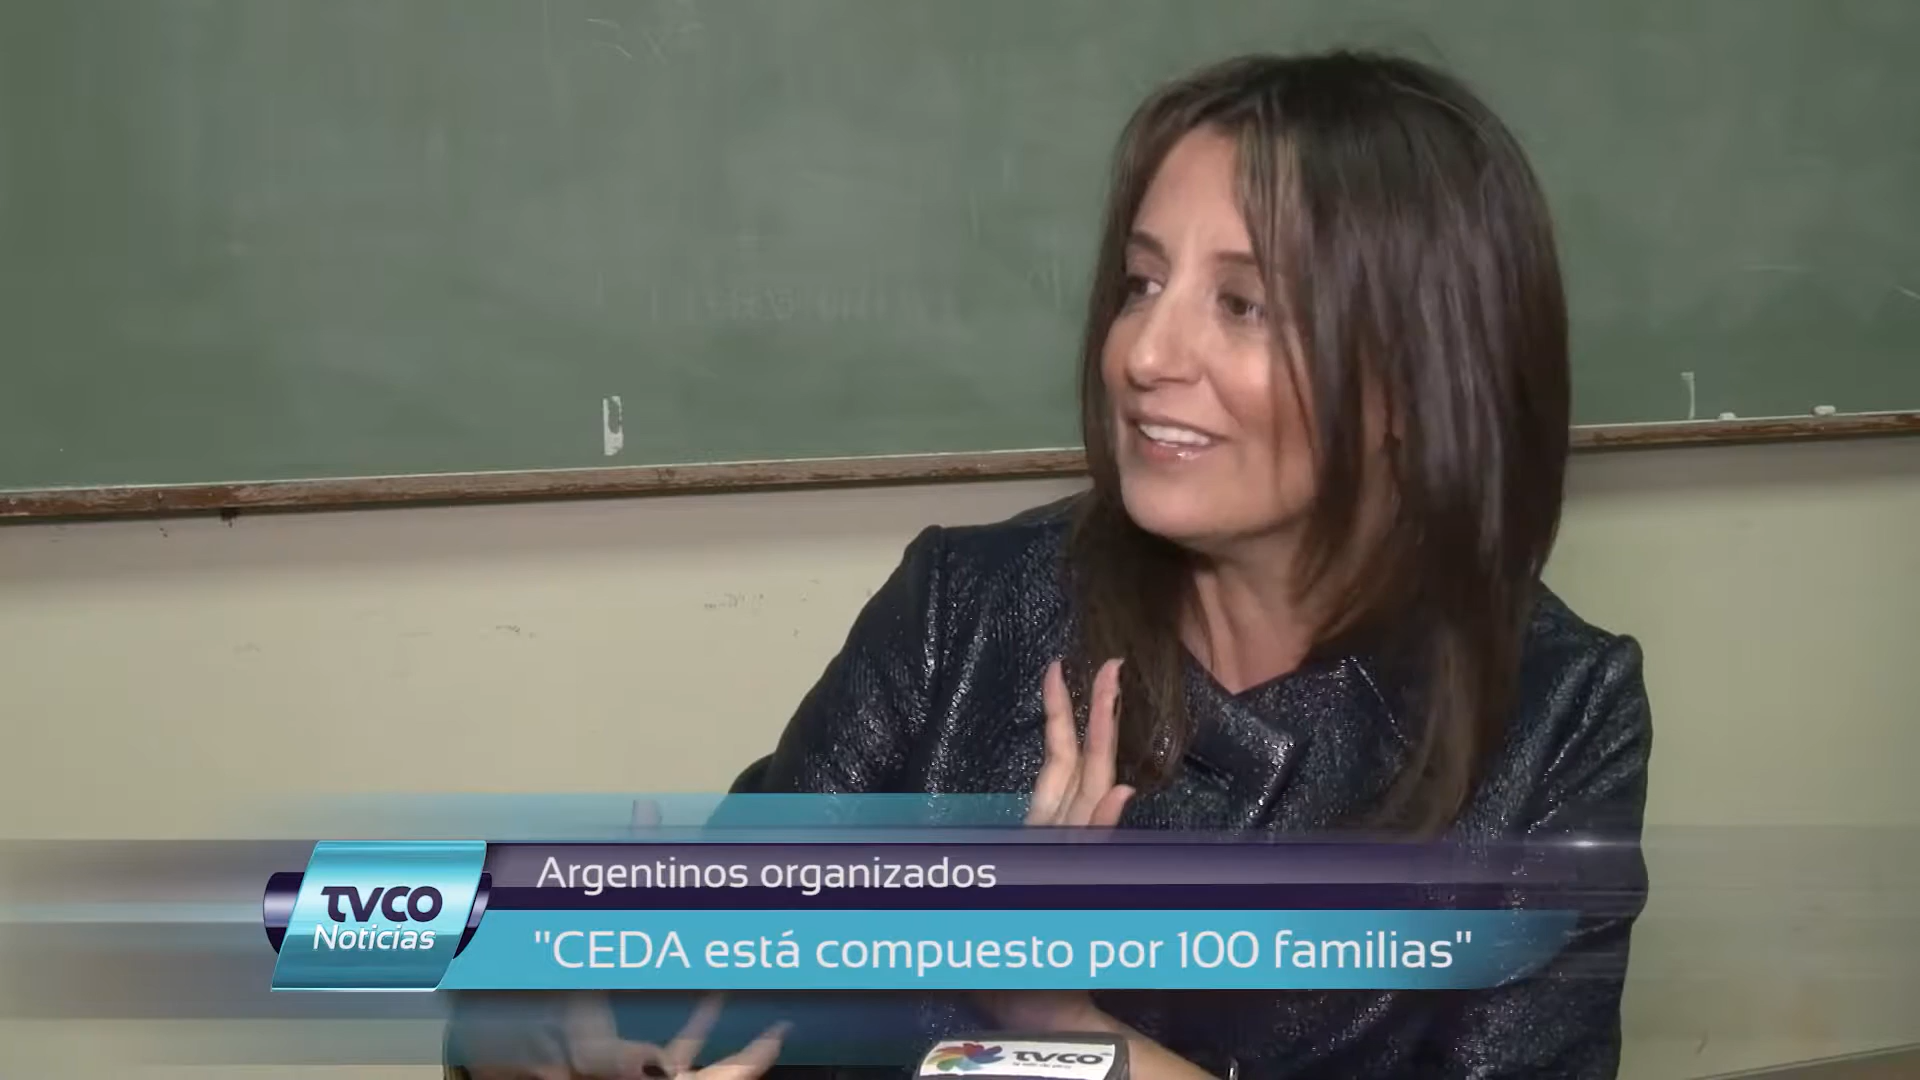 Argentinos organizados
TVCO
Noticias
"CEDA está compuesto por 100 familias"
TVCO